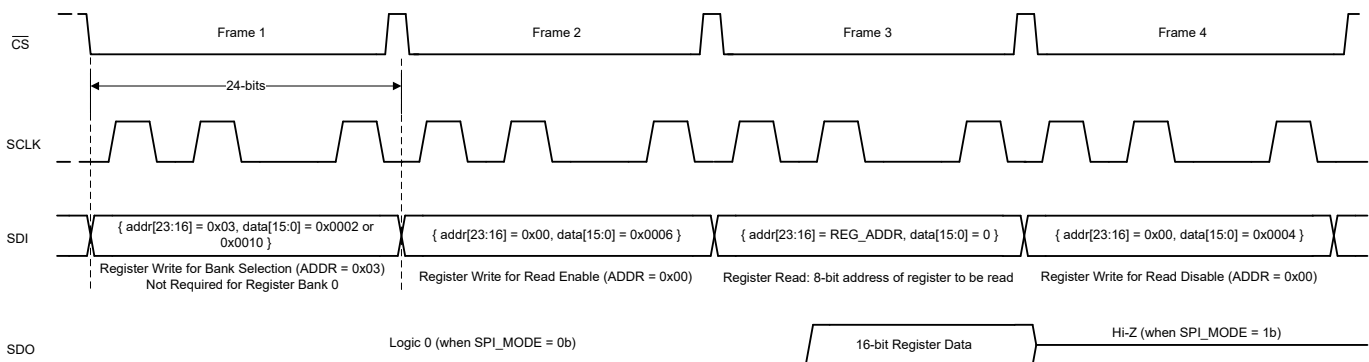 CS
Frame 1
Frame 2
Frame 3
Frame 4
24-bits
SCLK
SDI
{ addr[23:16] = 0x03, data[15:0] = 0x0002 or
0x0010 }
{ addr[23:16] = 0x00, data[15:0] = 0x0006 }
{ addr[23:16] = REG_ADDR, data[15:0] = 0 }
{ addr[23:16] = 0x00, data[15:0] = 0x0004 }
Register Write for Bank Selection (ADDR = 0x03)
Not Required for Register Bank 0
Register Write for Read Enable (ADDR = 0x00)
Register Read: 8-bit address of register to be read
Register Write for Read Disable (ADDR = 0x00)
SDO
Logic 0 (when SPI_MODE = 0b)
16-bit Register Data
Hi-Z (when SPI_MODE = 1b)